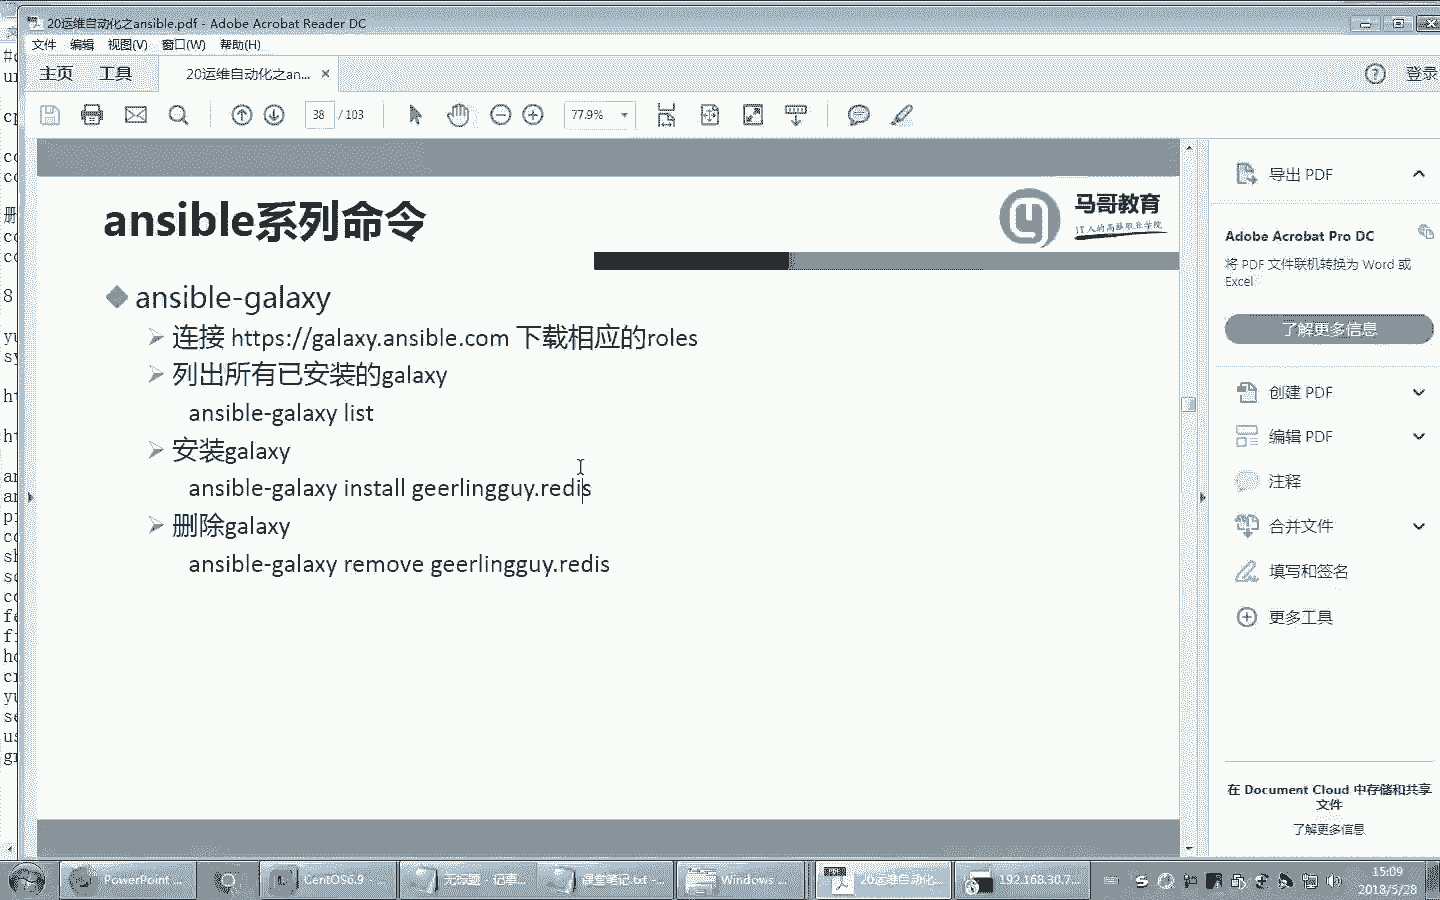 20运维自动化之ansible.pdf - Adobe Acrobat Reader DC
文件 编辑 视图(V) 窗口(W) 帮助(H)
主页 工具 20运维自动化之an... × 登录
38 / 103 77.9%
ansible系列命令
马哥教育
IT人的高薪职业学院
ansible-galaxy
连接 https://galaxy.ansible.com 下载相应的roles
列出所有已安装的galaxy
ansible-galaxy list
安装galaxy
ansible-galaxy install geerlingguy.redis
删除galaxy
ansible-galaxy remove geerlingguy.redis
导出 PDF
Adobe Acrobat Pro DC
将 PDF 文件联机转换为 Word 或
Excel
了解更多信息
创建 PDF
编辑 PDF
注释
合并文件
填写和签名
更多工具
在 Document Cloud 中存储和共享
文件
了解更多信息
PowerPoint ... CentOS6.9 - ... 无标题 - 记事... 课堂笔记.txt -... Windows ... 20运维自动化... 192.168.30.7...
15:09
2018/5/28